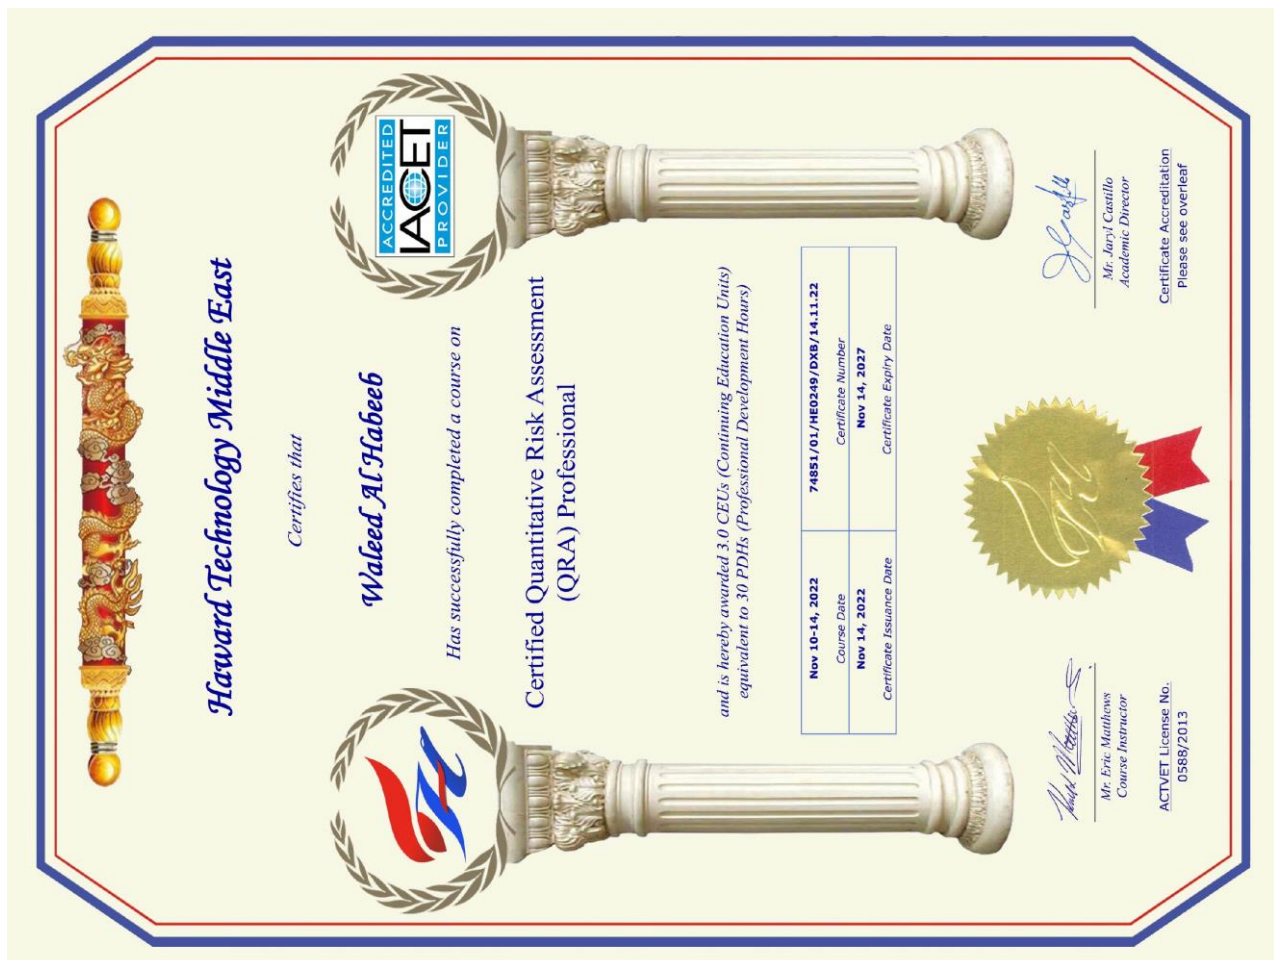 Haward Technology Middle East
Certifies that
Waleed Al Habeeb
Has successfully completed a course on
Certified Quantitative Risk Assessment
(QRA) Professional
ACCREDITED
IACET
PROVIDER
and is hereby awarded 3.0 CEUs (Continuing Education Units)
equivalent to 30 PDHs (Professional Development Hours)
Nov 10-14, 2022 74851/01/HE0249/DXB/14.11.22
Course Date Certificate Number
Nov 14, 2022 Nov 14, 2027
Certificate Issuance Date Certificate Expiry Date
Mr. Eric Matthews
Course Instructor
Mr. Jaryl Castillo
Academic Director
ACTVET License No.
0588/2013
Certificate Accreditation
Please see overleaf